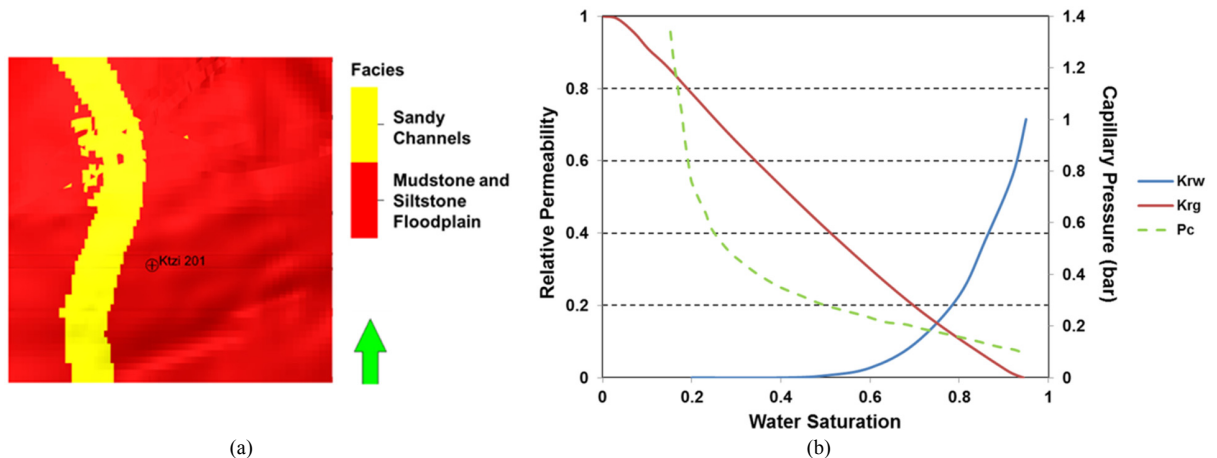 Facies
Sandy
Channels
Mudstone and
Siltstone
Floodplain
Ktzi 201
(a)
Relative Permeability
1
0.8
0.6
0.4
0.2
0
0
0.2
0.4
0.6
0.8
1
Water Saturation
1.4
1.2
1
0.8
0.6
0.4
0.2
0
Capillary Pressure (bar)
Krw
Krg
Pc
(b)